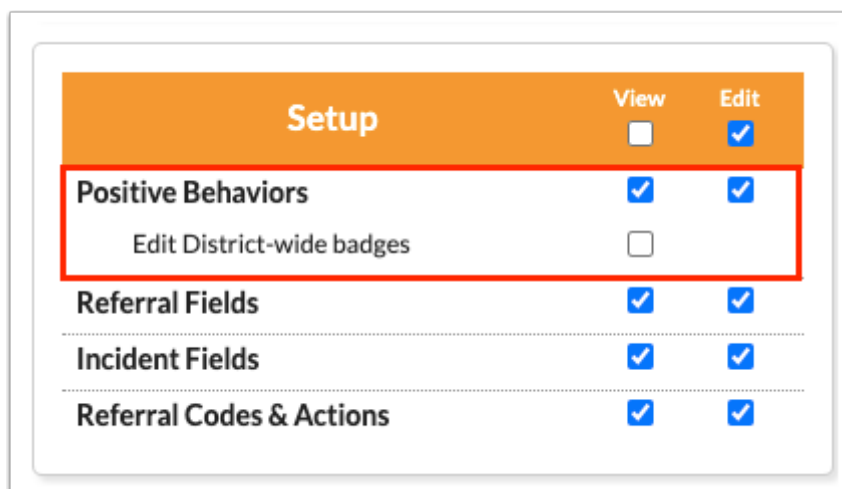 Setup View Edit
Positive Behaviors
Edit District-wide badges
Referral Fields
Incident Fields
Referral Codes & Actions